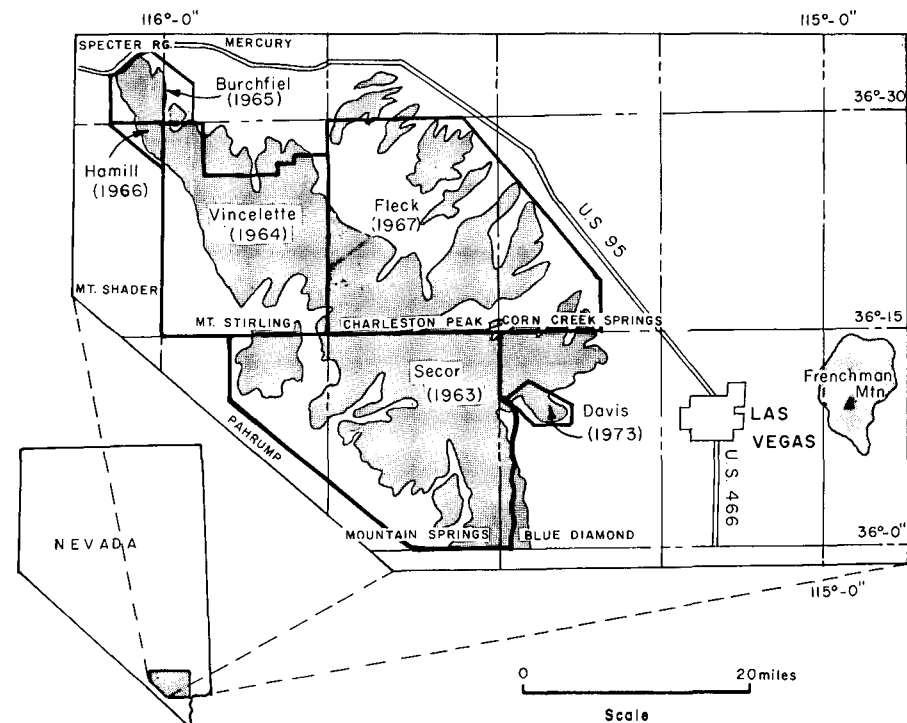 116°-0"
115°-0"
SPECTER RG.
MERCURY
Burchfiel
(1965)
36°-30
Hamill
(1966)
Vincelette
(1964)
Fleck
(1967)
U.S 95
MT. SHADER
MT. STIRLING
CHARLESTON PEAK
CORN CREEK SPRINGS
36°-15
Secor
(1963)
Davis
(1973)
Frenchman
Mtn.
LAS
VEGAS
PAHRUMP
U.S. 466
MOUNTAIN SPRINGS
BLUE DIAMOND
36°-0"
NEVADA
115°-0"
0
20 miles
Scale